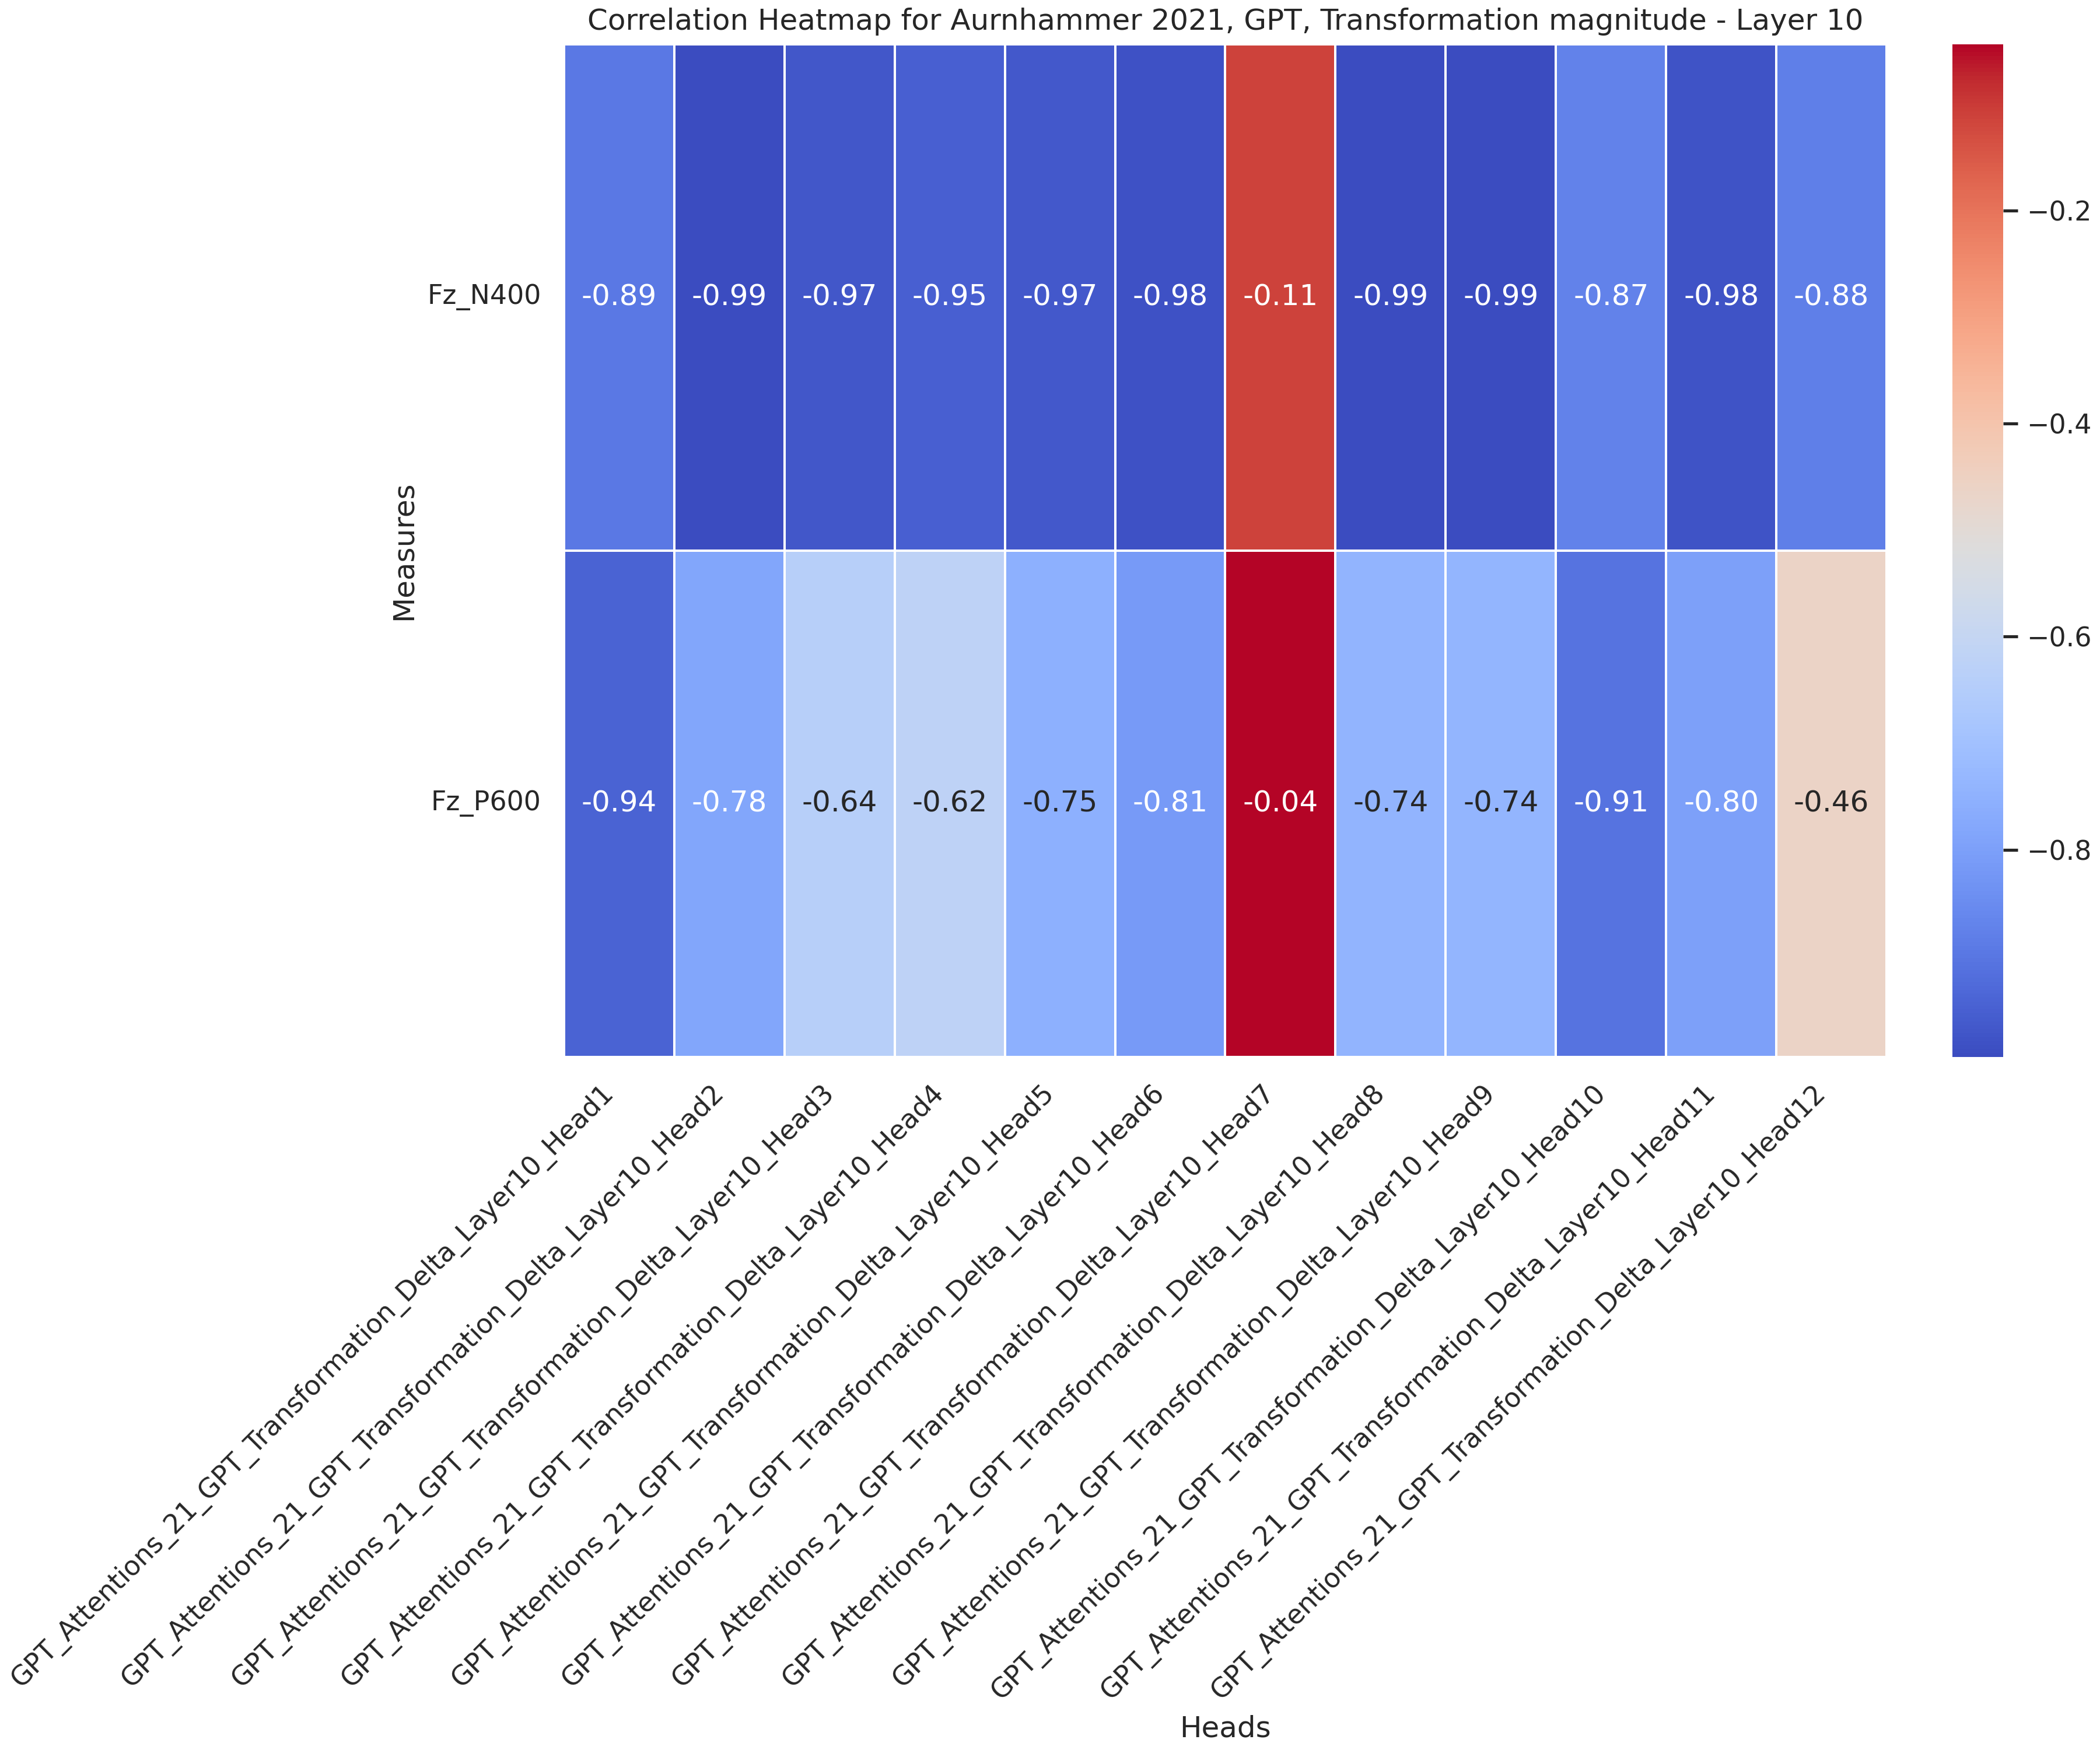 Correlation Heatmap for Aurnhammer 2021, GPT, Transformation magnitude - Layer 10
Measures
Fz_N400
-0.89 -0.99 -0.97 -0.95 -0.97 -0.98 -0.11 -0.99 -0.99 -0.87 -0.98 -0.88
Fz_P600
-0.94 -0.78 -0.64 -0.62 -0.75 -0.81 -0.04 -0.74 -0.74 -0.91 -0.80 -0.46
−0.2
−0.4
−0.6
−0.8
GPT_Attentions_21_GPT_Transformation_Delta_Layer10_Head1
GPT_Attentions_21_GPT_Transformation_Delta_Layer10_Head2
GPT_Attentions_21_GPT_Transformation_Delta_Layer10_Head3
GPT_Attentions_21_GPT_Transformation_Delta_Layer10_Head4
GPT_Attentions_21_GPT_Transformation_Delta_Layer10_Head5
GPT_Attentions_21_GPT_Transformation_Delta_Layer10_Head6
GPT_Attentions_21_GPT_Transformation_Delta_Layer10_Head7
GPT_Attentions_21_GPT_Transformation_Delta_Layer10_Head8
GPT_Attentions_21_GPT_Transformation_Delta_Layer10_Head9
GPT_Attentions_21_GPT_Transformation_Delta_Layer10_Head10
GPT_Attentions_21_GPT_Transformation_Delta_Layer10_Head11
GPT_Attentions_21_GPT_Transformation_Delta_Layer10_Head12
Heads